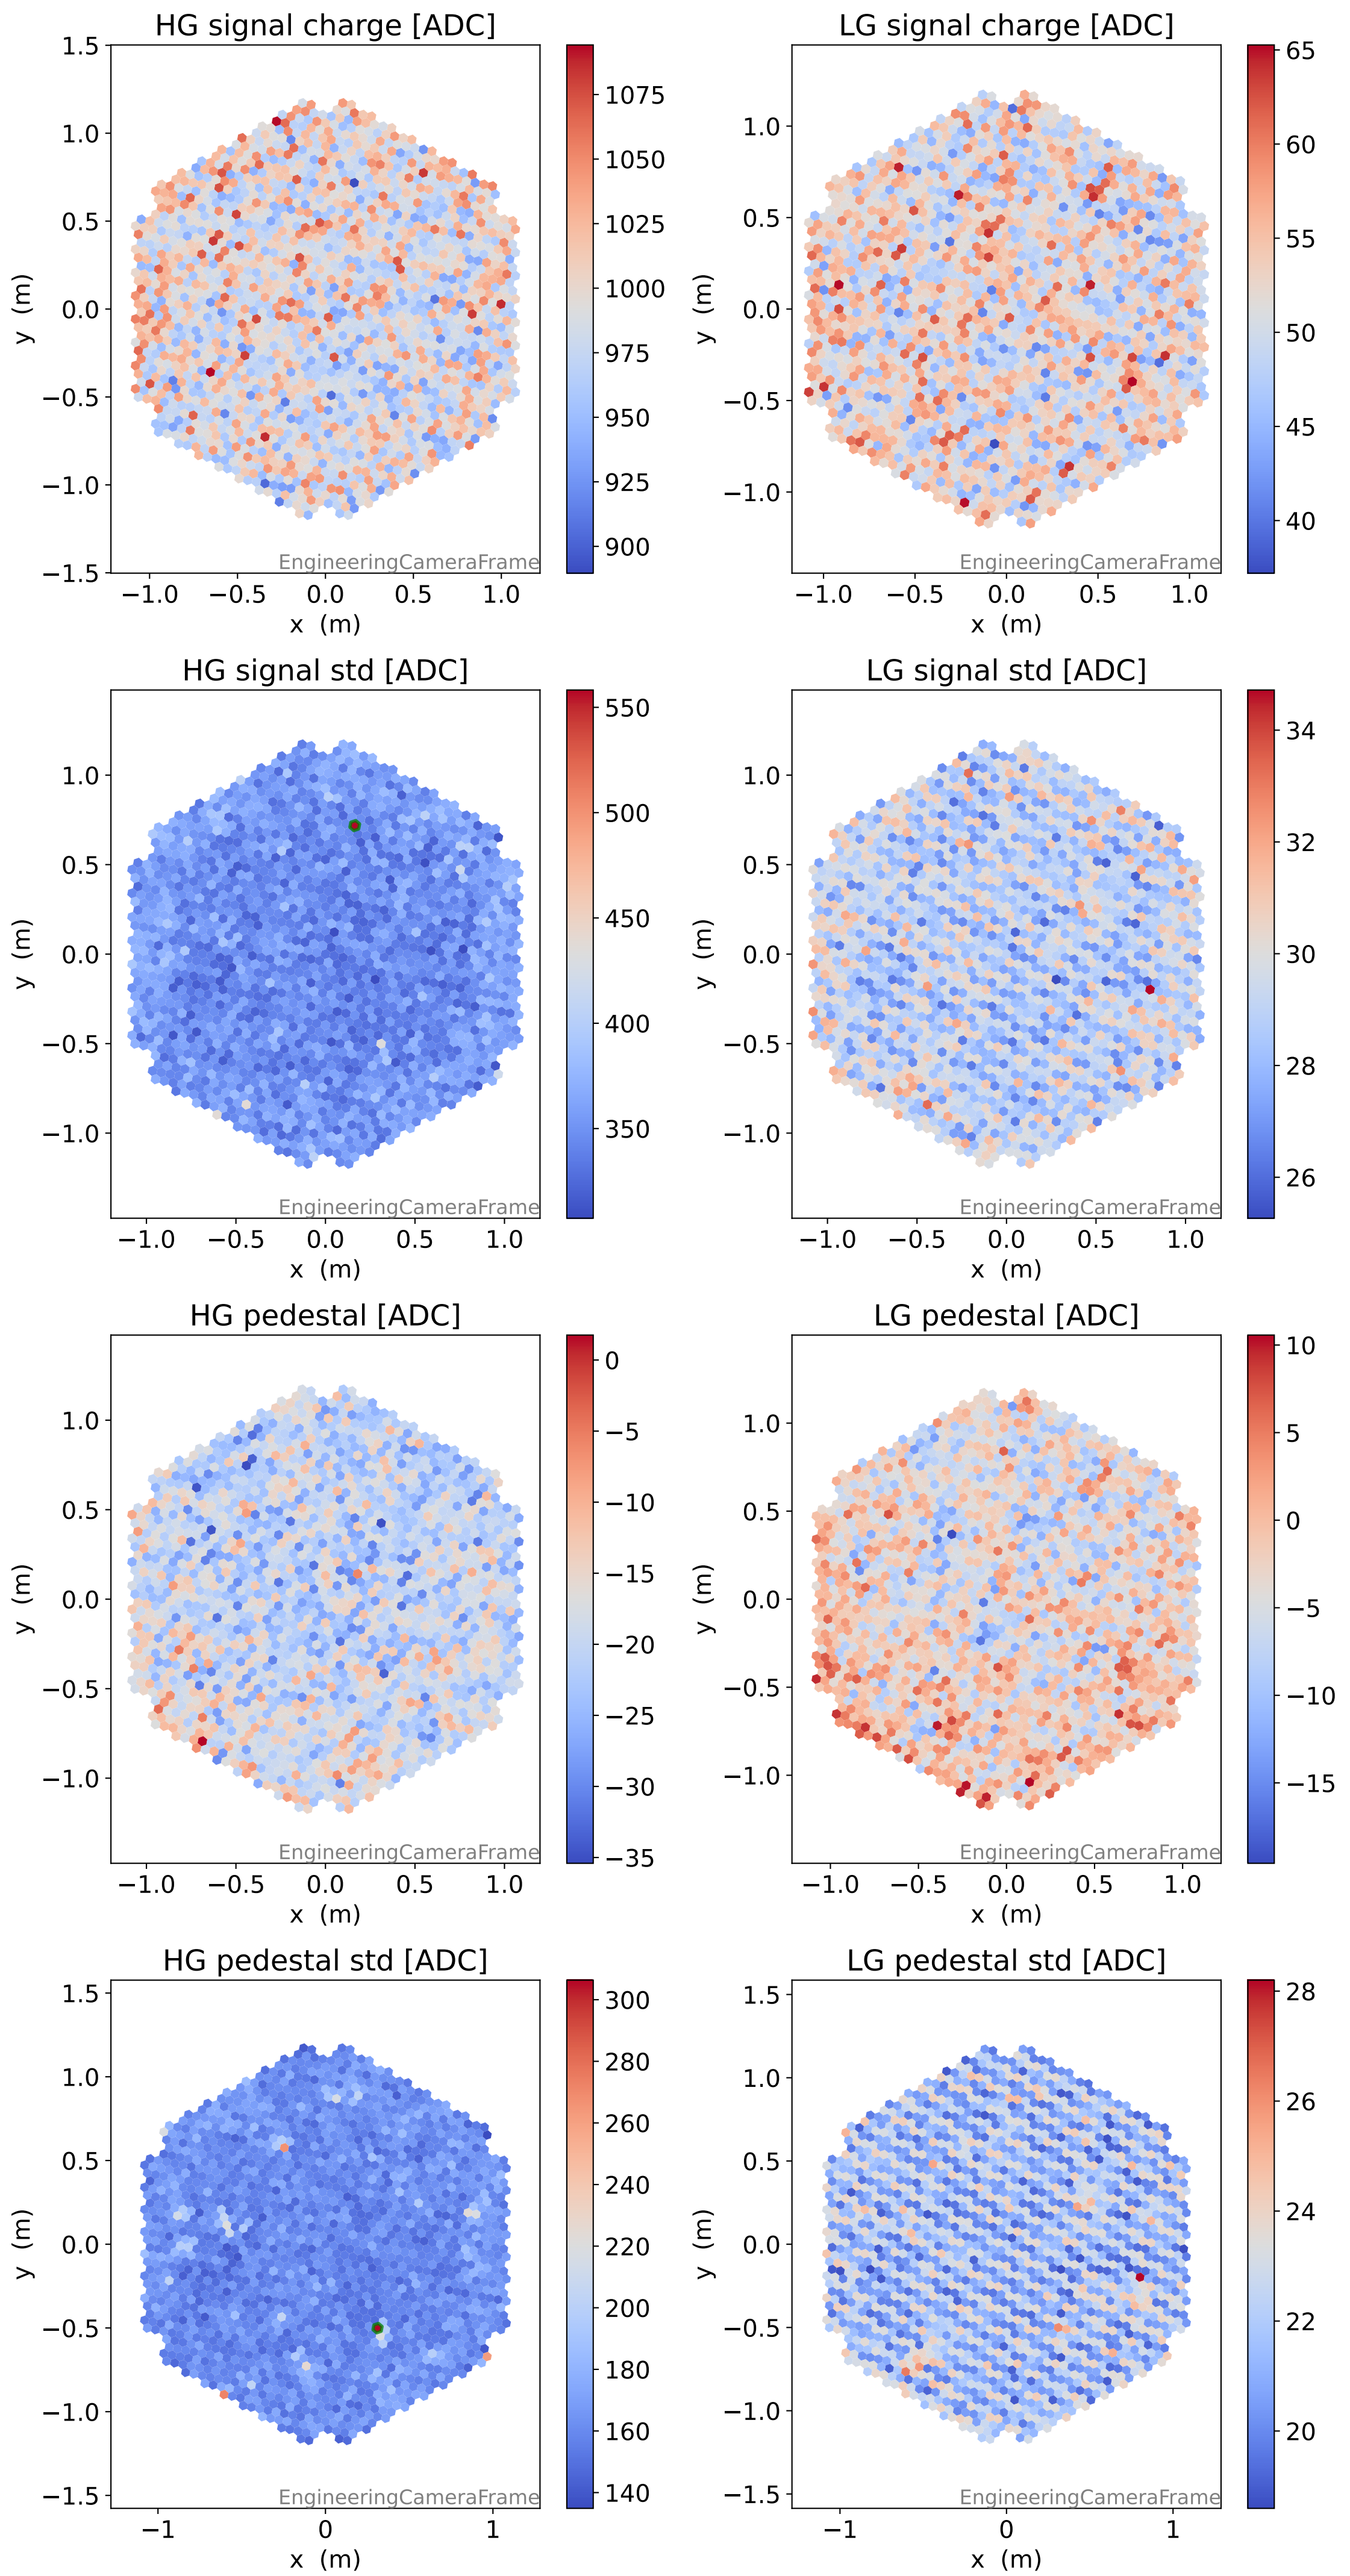 HG signal charge [ADC]
1.5
1.0
0.5
0.0
−0.5
−1.0
−1.5
y (m)
−1.0 −0.5 0.0 0.5 1.0
x (m)
EngineeringCameraFrame
1075
1050
1025
1000
975
950
925
900
LG signal charge [ADC]
1.0
0.5
0.0
−0.5
−1.0
y (m)
−1.0 −0.5 0.0 0.5 1.0
x (m)
EngineeringCameraFrame
65
60
55
50
45
40
HG signal std [ADC]
1.0
0.5
0.0
−0.5
−1.0
y (m)
−1.0 −0.5 0.0 0.5 1.0
x (m)
EngineeringCameraFrame
550
500
450
400
350
LG signal std [ADC]
1.0
0.5
0.0
−0.5
−1.0
y (m)
−1.0 −0.5 0.0 0.5 1.0
x (m)
EngineeringCameraFrame
34
32
30
28
26
HG pedestal [ADC]
1.0
0.5
0.0
−0.5
−1.0
y (m)
−1.0 −0.5 0.0 0.5 1.0
x (m)
EngineeringCameraFrame
0
−5
−10
−15
−20
−25
−30
−35
LG pedestal [ADC]
1.0
0.5
0.0
−0.5
−1.0
y (m)
−1.0 −0.5 0.0 0.5 1.0
x (m)
EngineeringCameraFrame
10
5
0
−5
−10
−15
HG pedestal std [ADC]
1.5
1.0
0.5
0.0
−0.5
−1.0
−1.5
y (m)
−1 0 1
x (m)
EngineeringCameraFrame
300
280
260
240
220
200
180
160
140
LG pedestal std [ADC]
1.5
1.0
0.5
0.0
−0.5
−1.0
−1.5
y (m)
−1 0 1
x (m)
EngineeringCameraFrame
28
26
24
22
20